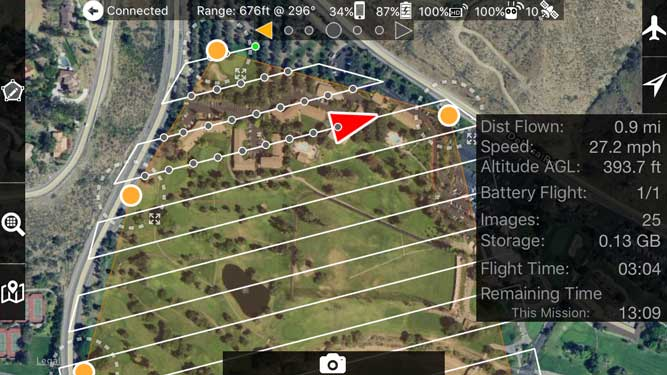 Connected Range: 676ft @ 296° 34% 87% 100% HD 100% 10
Dist Flown: 0.9 mi
Speed: 27.2 mph
Altitude AGL: 393.7 ft
Battery Flight: 1/1
Images: 25
Storage: 0.13 GB
Flight Time: 03:04
Remaining Time
This Mission: 13:09
Legal